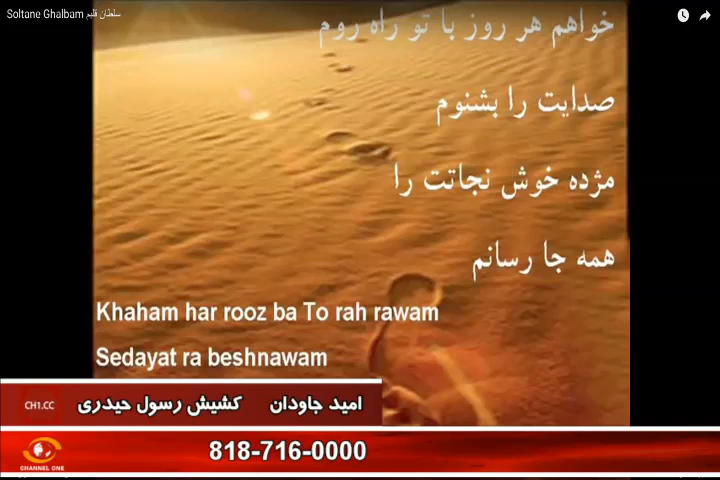 Soltane Ghalbam سلطان قلبم
خواهم هر روز با تو راه روم
صدایت را بشنوم
مژده خوش نجاتت را
همه جا رسانم
Khaham har rooz ba To rah rawam
Sedayat ra beshnawam
CH1.CC کشیش رسول حیدری امید جاودان
818-716-0000
CHANNEL ONE